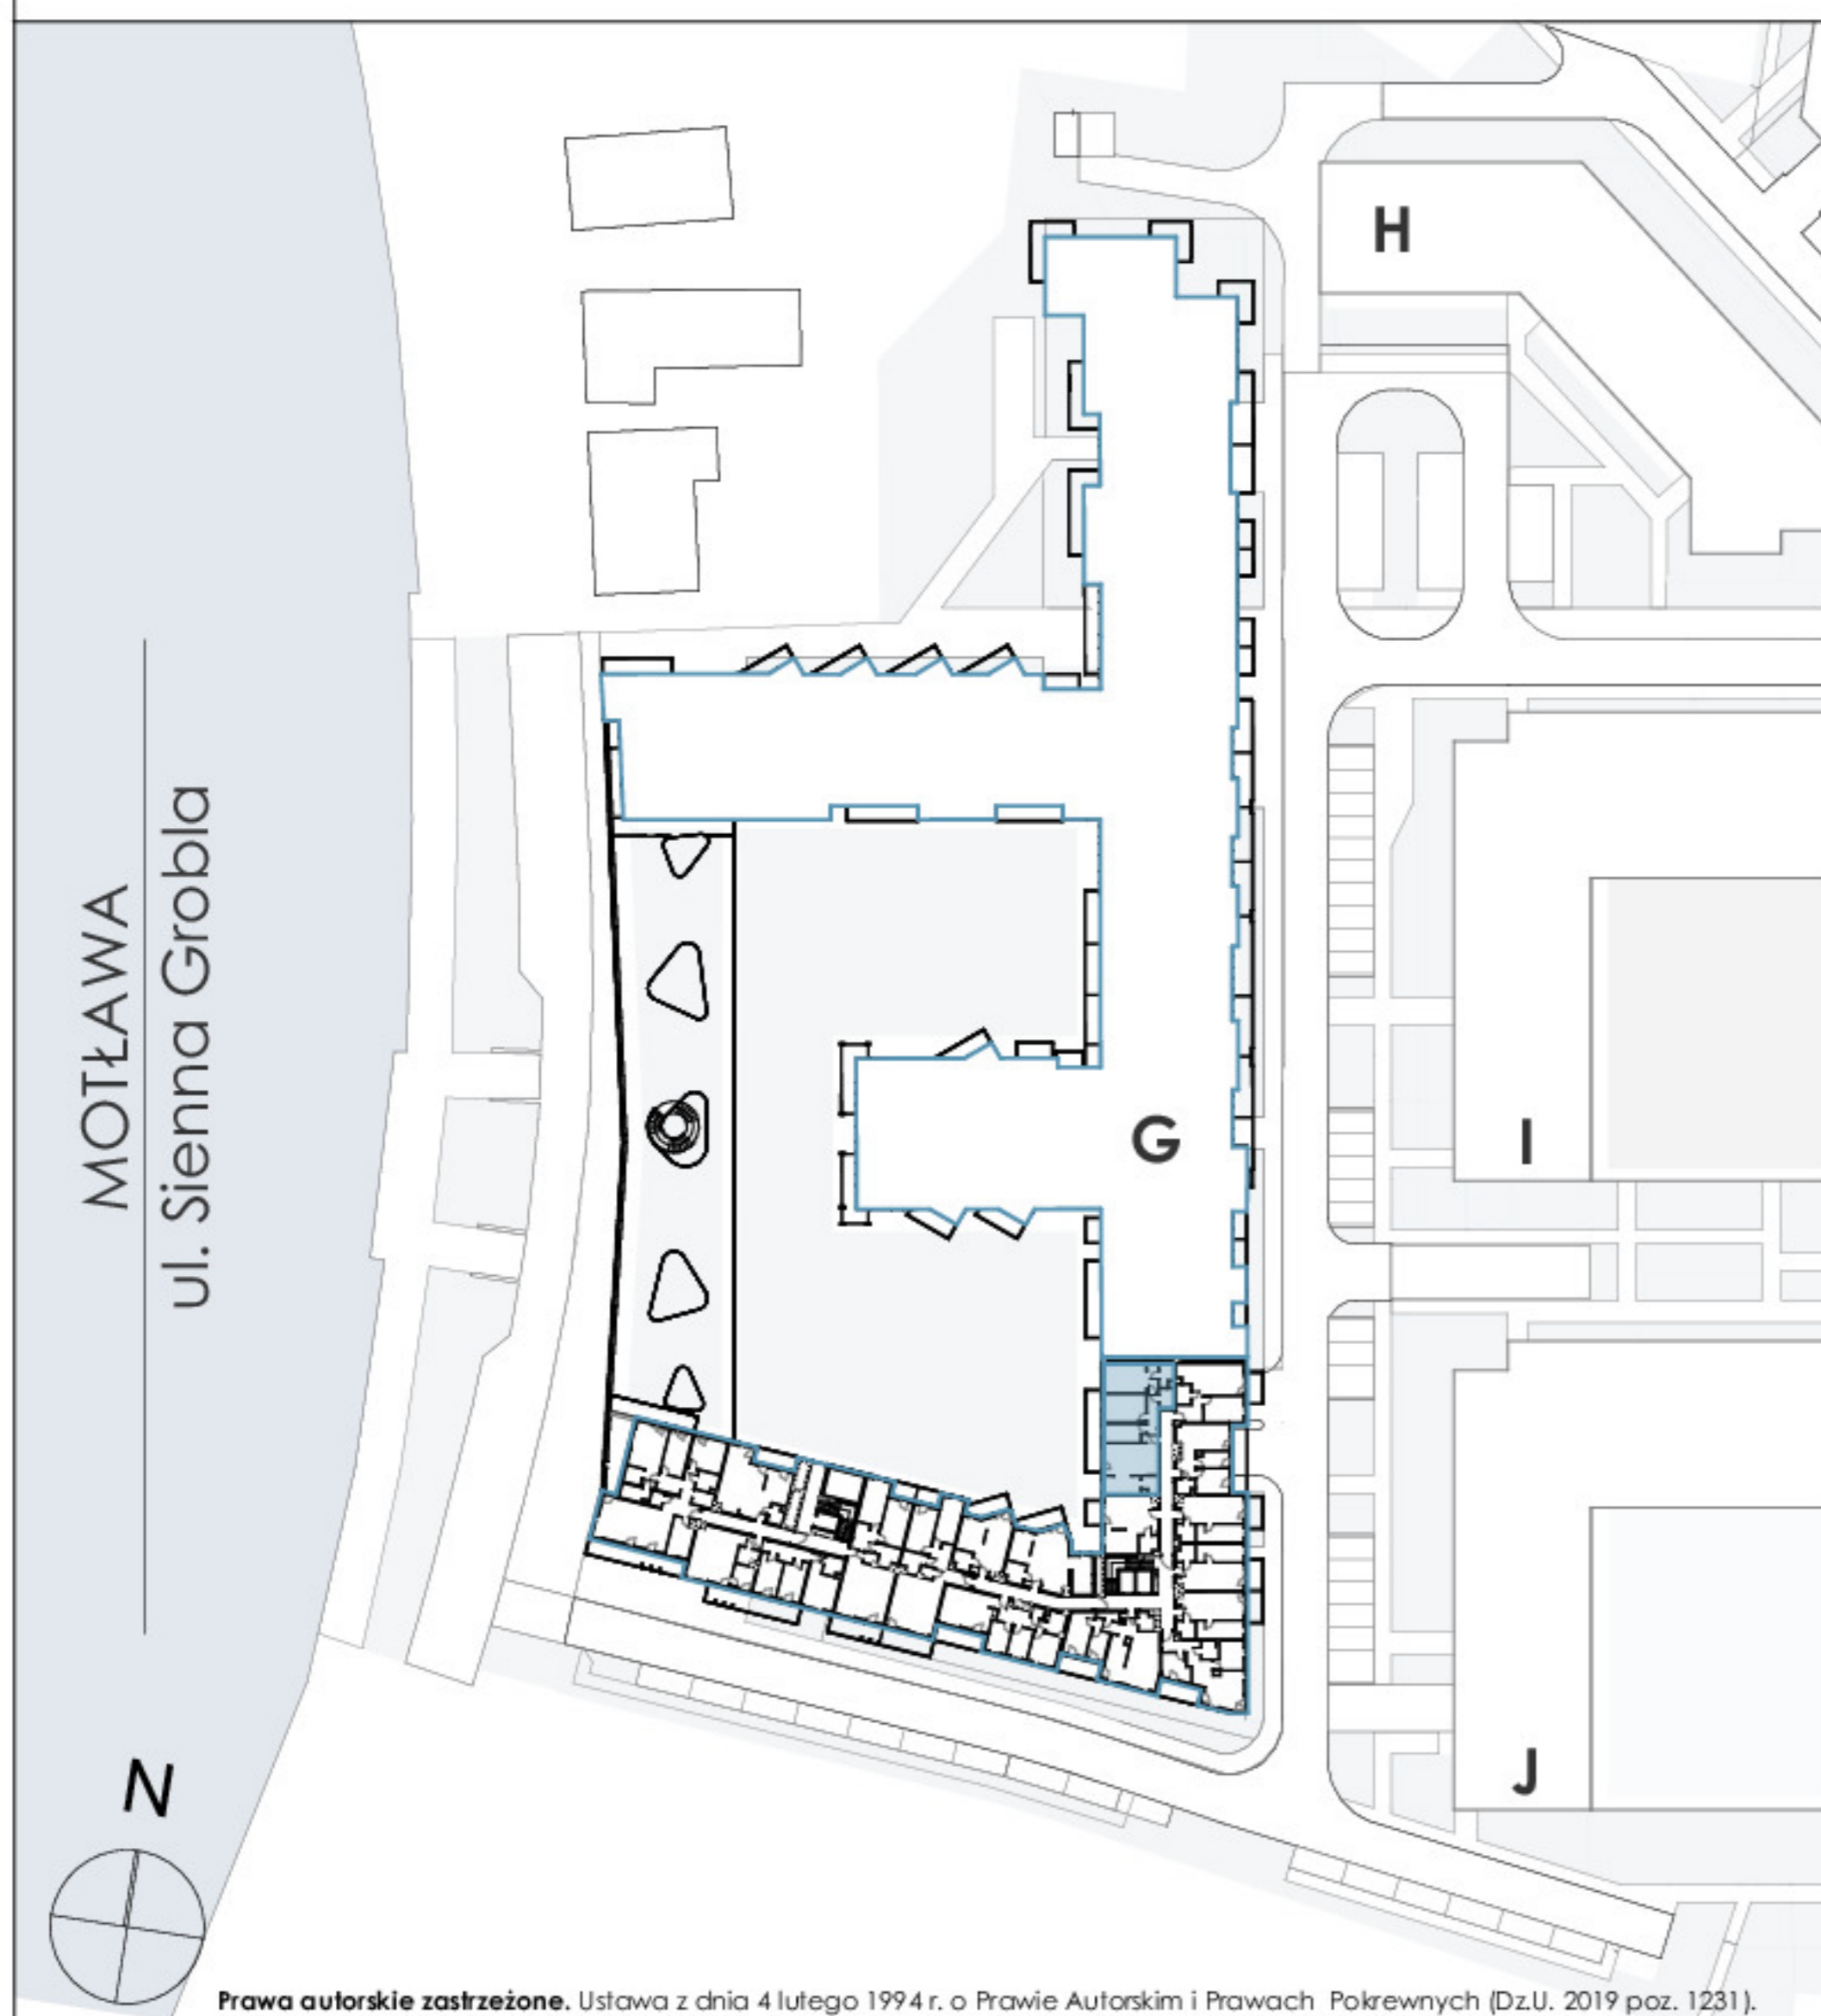 H
MOTŁAWA
ul. Sienna Grobla
G
I
J
N
Prawa autorskie zastrzeżone. Ustawa z dnia 4 lutego 1994 r. o Prawie Autorskim i Prawach Pokrewnych (Dz.U. 2019 poz. 1231).